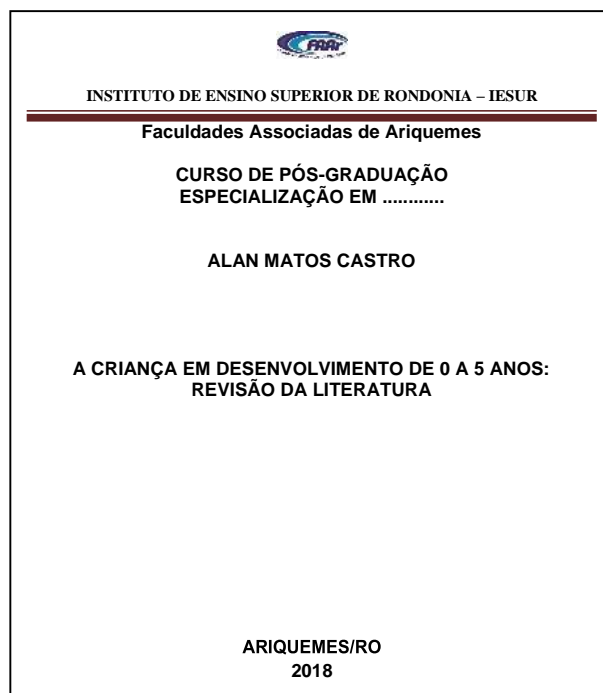 FAAr
INSTITUTO DE ENSINO SUPERIOR DE RONDONIA – IESUR
Faculdades Associadas de Ariquemes
CURSO DE PÓS-GRADUAÇÃO
ESPECIALIZAÇÃO EM ............
ALAN MATOS CASTRO
A CRIANÇA EM DESENVOLVIMENTO DE 0 A 5 ANOS:
REVISÃO DA LITERATURA
ARIQUEMES/RO
2018